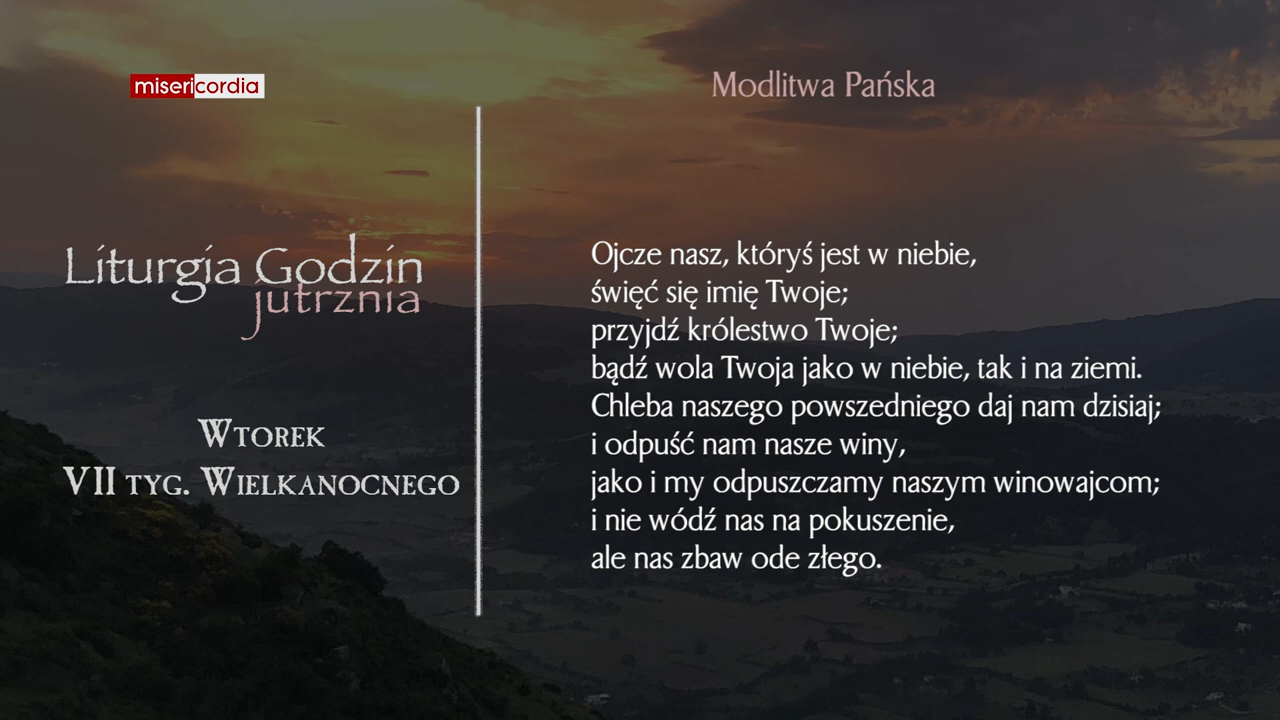 misericordia
Liturgia Godzin
jutrznia
Wtorek
VII tyg. Wielkanocnego
Modlitwa Pańska
Ojcze nasz, któryś jest w niebie,
święć się imię Twoje;
przyjdź królestwo Twoje;
bądź wola Twoja jako w niebie, tak i na ziemi.
Chleba naszego powszedniego daj nam dzisiaj;
i odpuść nam nasze winy,
jako i my odpuszczamy naszym winowajcom;
i nie wódź nas na pokuszenie,
ale nas zbaw ode złego.